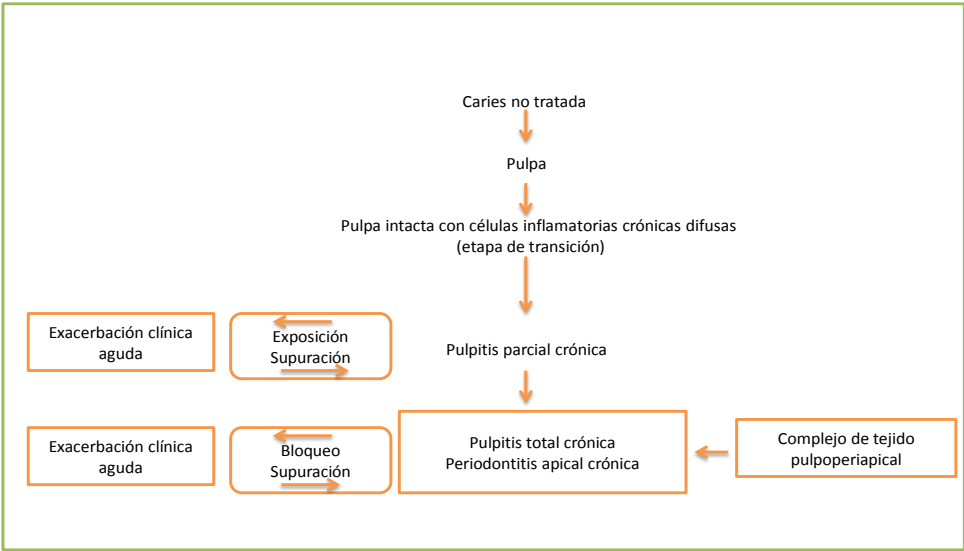 Caries no tratada
Pulpa
Pulpa intacta con células inflamatorias crónicas difusas
(etapa de transición)
Exacerbación clínica
aguda
Exposición
Supuración
Pulpitis parcial crónica
Exacerbación clínica
aguda
Bloqueo
Supuración
Pulpitis total crónica
Periodontitis apical crónica
Complejo de tejido
pulpoperiapical